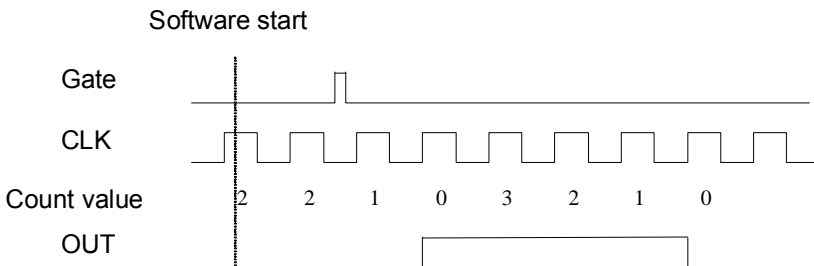 Software start
Gate
CLK
Count value 2 2 1 0 3 2 1 0
OUT